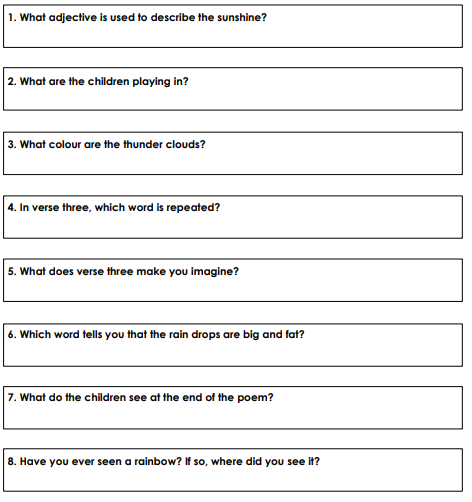 1. What adjective is used to describe the sunshine?
2. What are the children playing in?
3. What colour are the thunder clouds?
4. In verse three, which word is repeated?
5. What does verse three make you imagine?
6. Which word tells you that the rain drops are big and fat?
7. What do the children see at the end of the poem?
8. Have you ever seen a rainbow? If so, where did you see it?